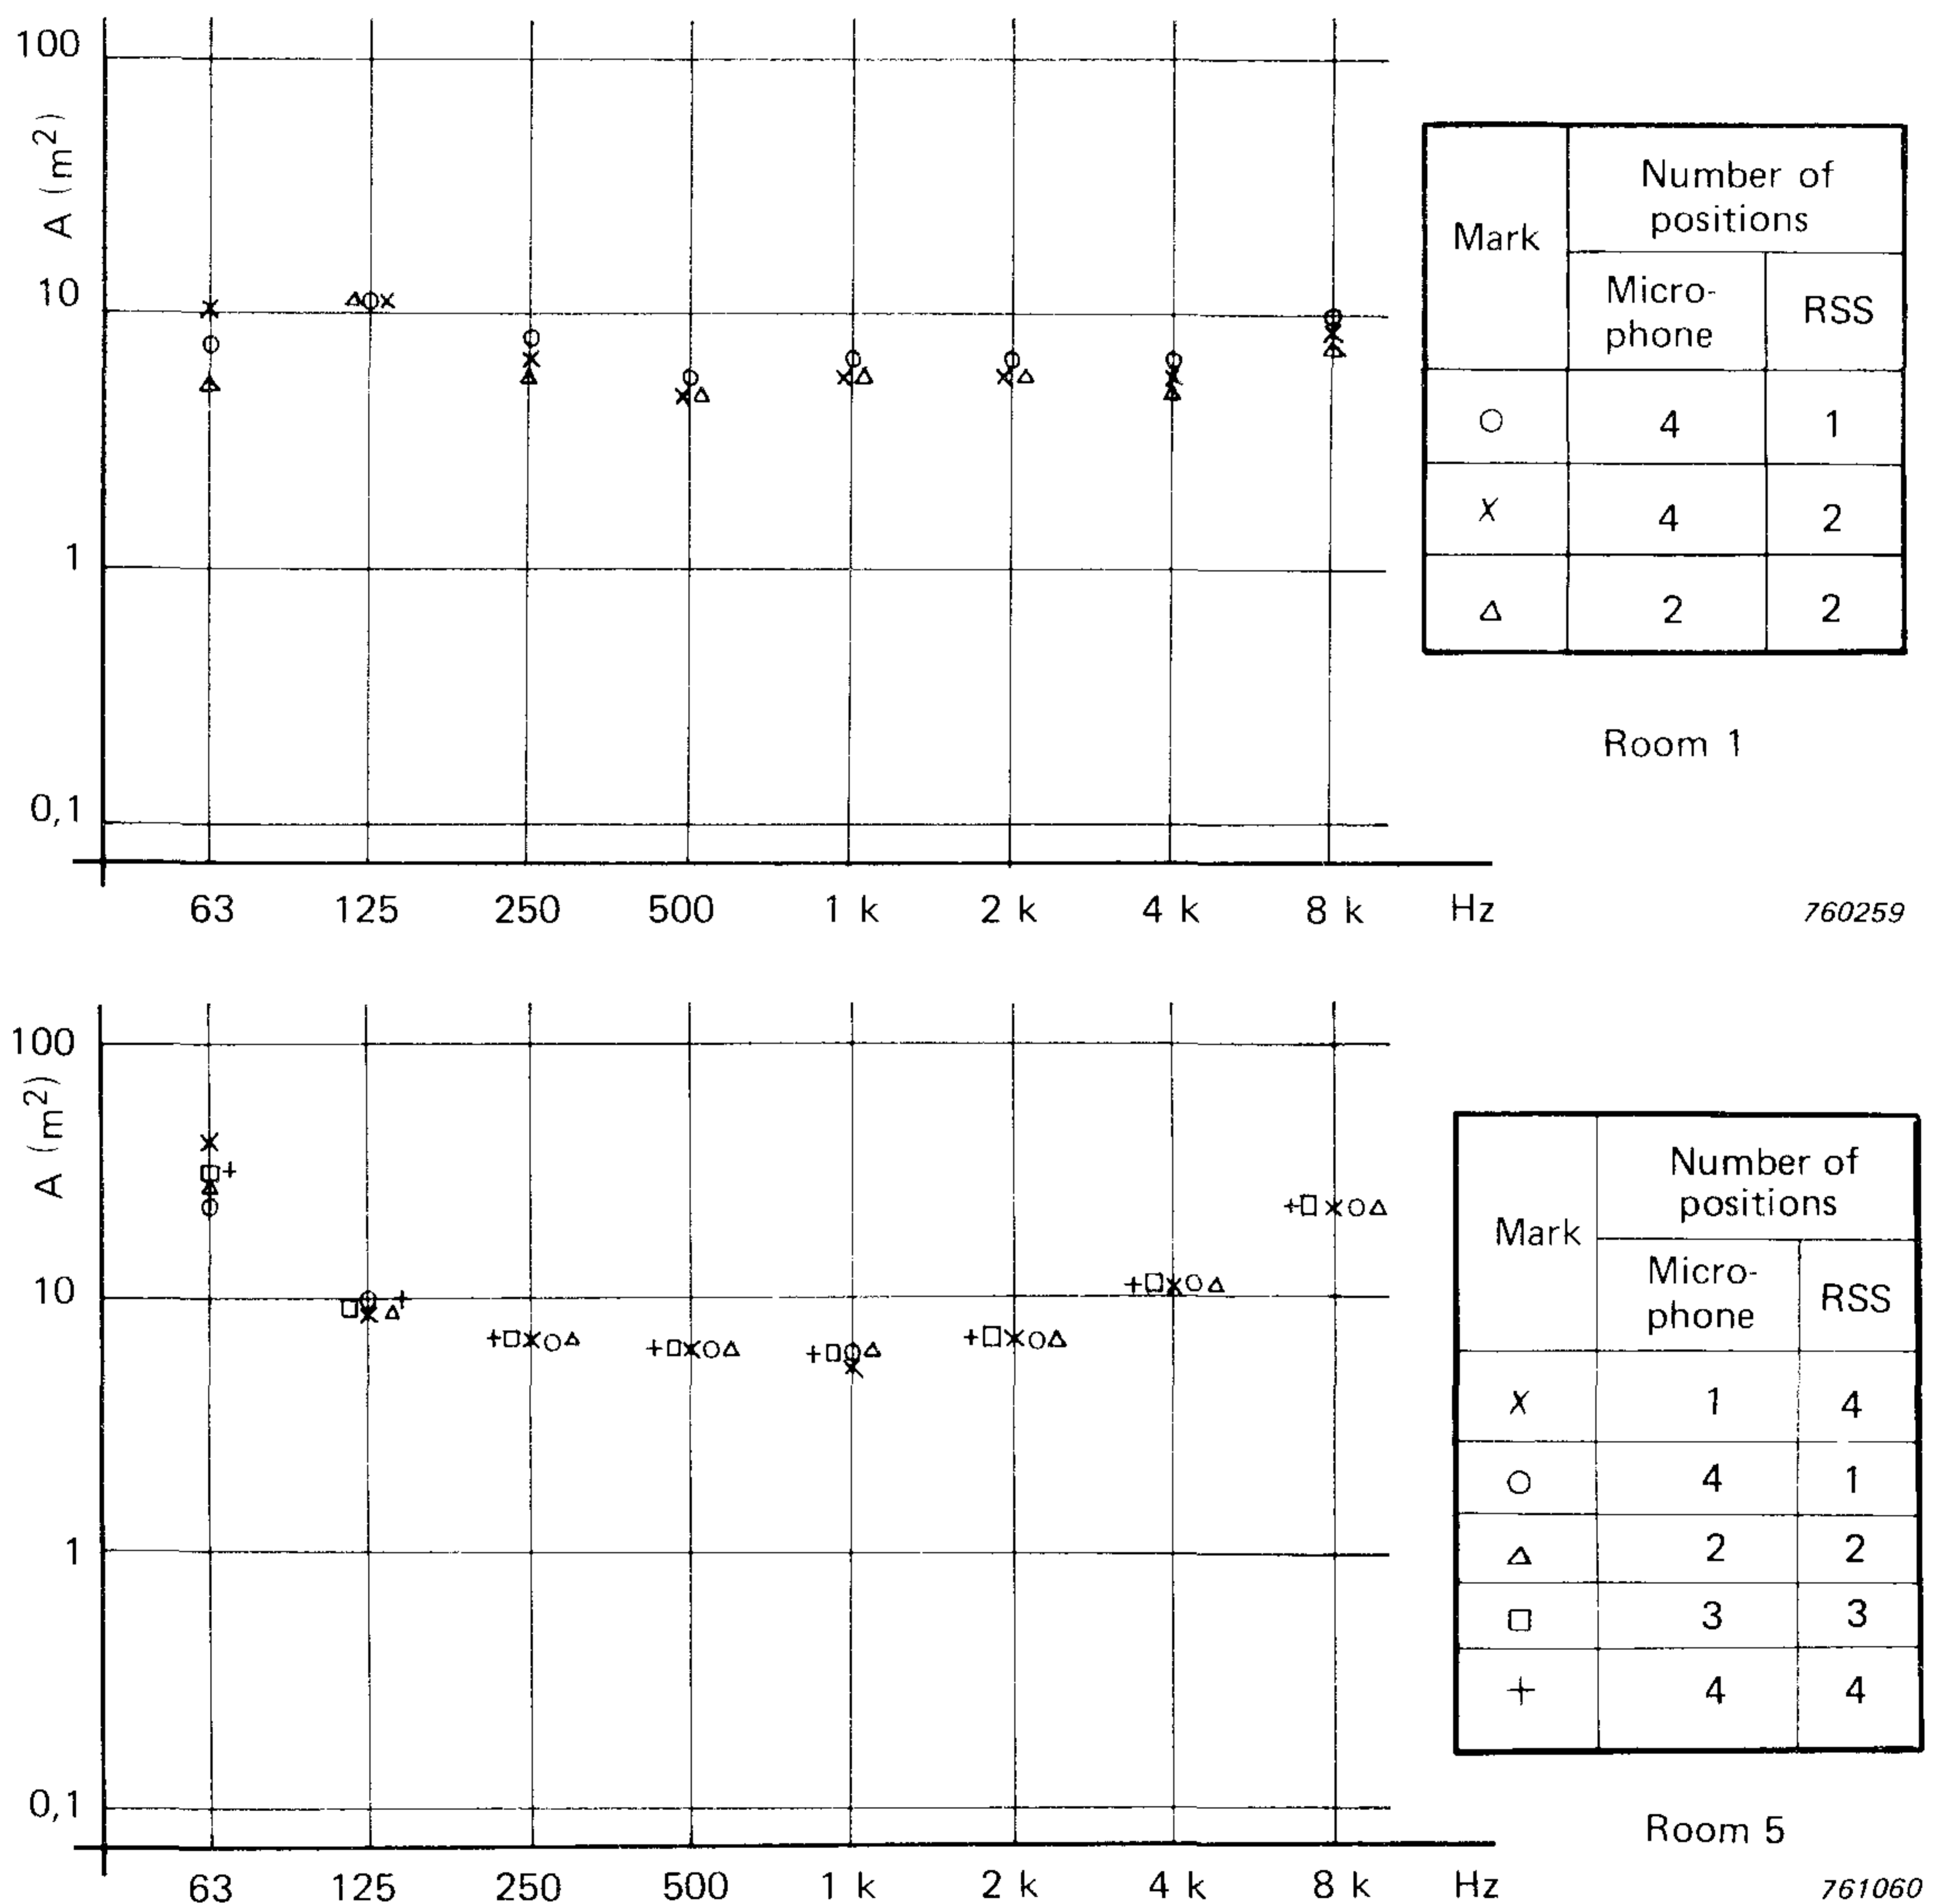 100
A (m²)
10
1
0,1
63 125 250 500 1 k 2 k 4 k 8 k Hz
Mark
Number of
positions
Micro-
phone
RSS
○ 4 1
x 4 2
△ 2 2
Room 1
760259
100
A (m²)
10
1
0,1
63 125 250 500 1 k 2 k 4 k 8 k Hz
Mark
Number of
positions
Micro-
phone
RSS
x 1 4
○ 4 1
△ 2 2
□ 3 3
+ 4 4
Room 5
761060